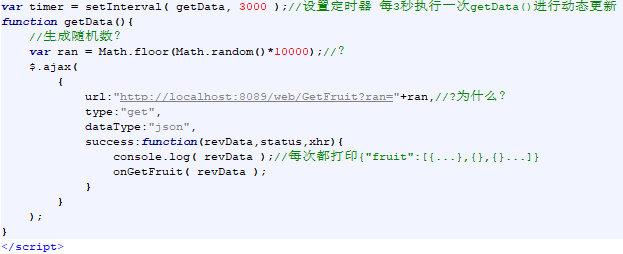 var timer = setInterval( getData, 3000 );//设置定时器 每3秒执行一次getData()进行动态更新
function getData(){
//生成随机数?
var ran = Math.floor(Math.random()*10000);//?
$.ajax(
{
url:"http://localhost:8089/web/GetFruit?ran="+ran,//?为什么?
type:"get",
dataType:"json",
success:function(revData,status,xhr){
console.log( revData );//每次都打印{"fruit":[{...},{},{}...]}
onGetFruit( revData );
}
}
);
}
</script>